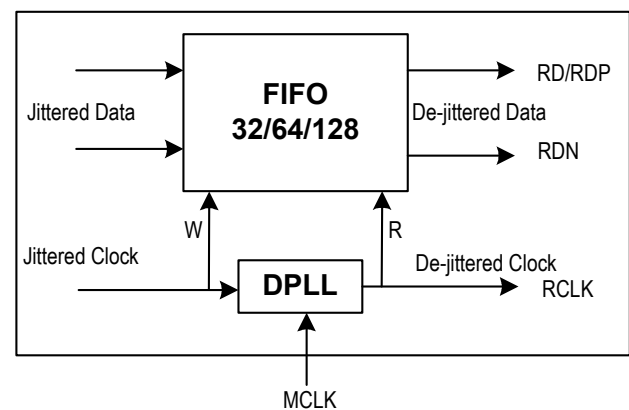 FIFO
32/64/128
Jittered Data
De-jittered Data
RD/RDP
RDN
W
R
Jittered Clock
DPLL
De-jittered Clock
RCLK
MCLK